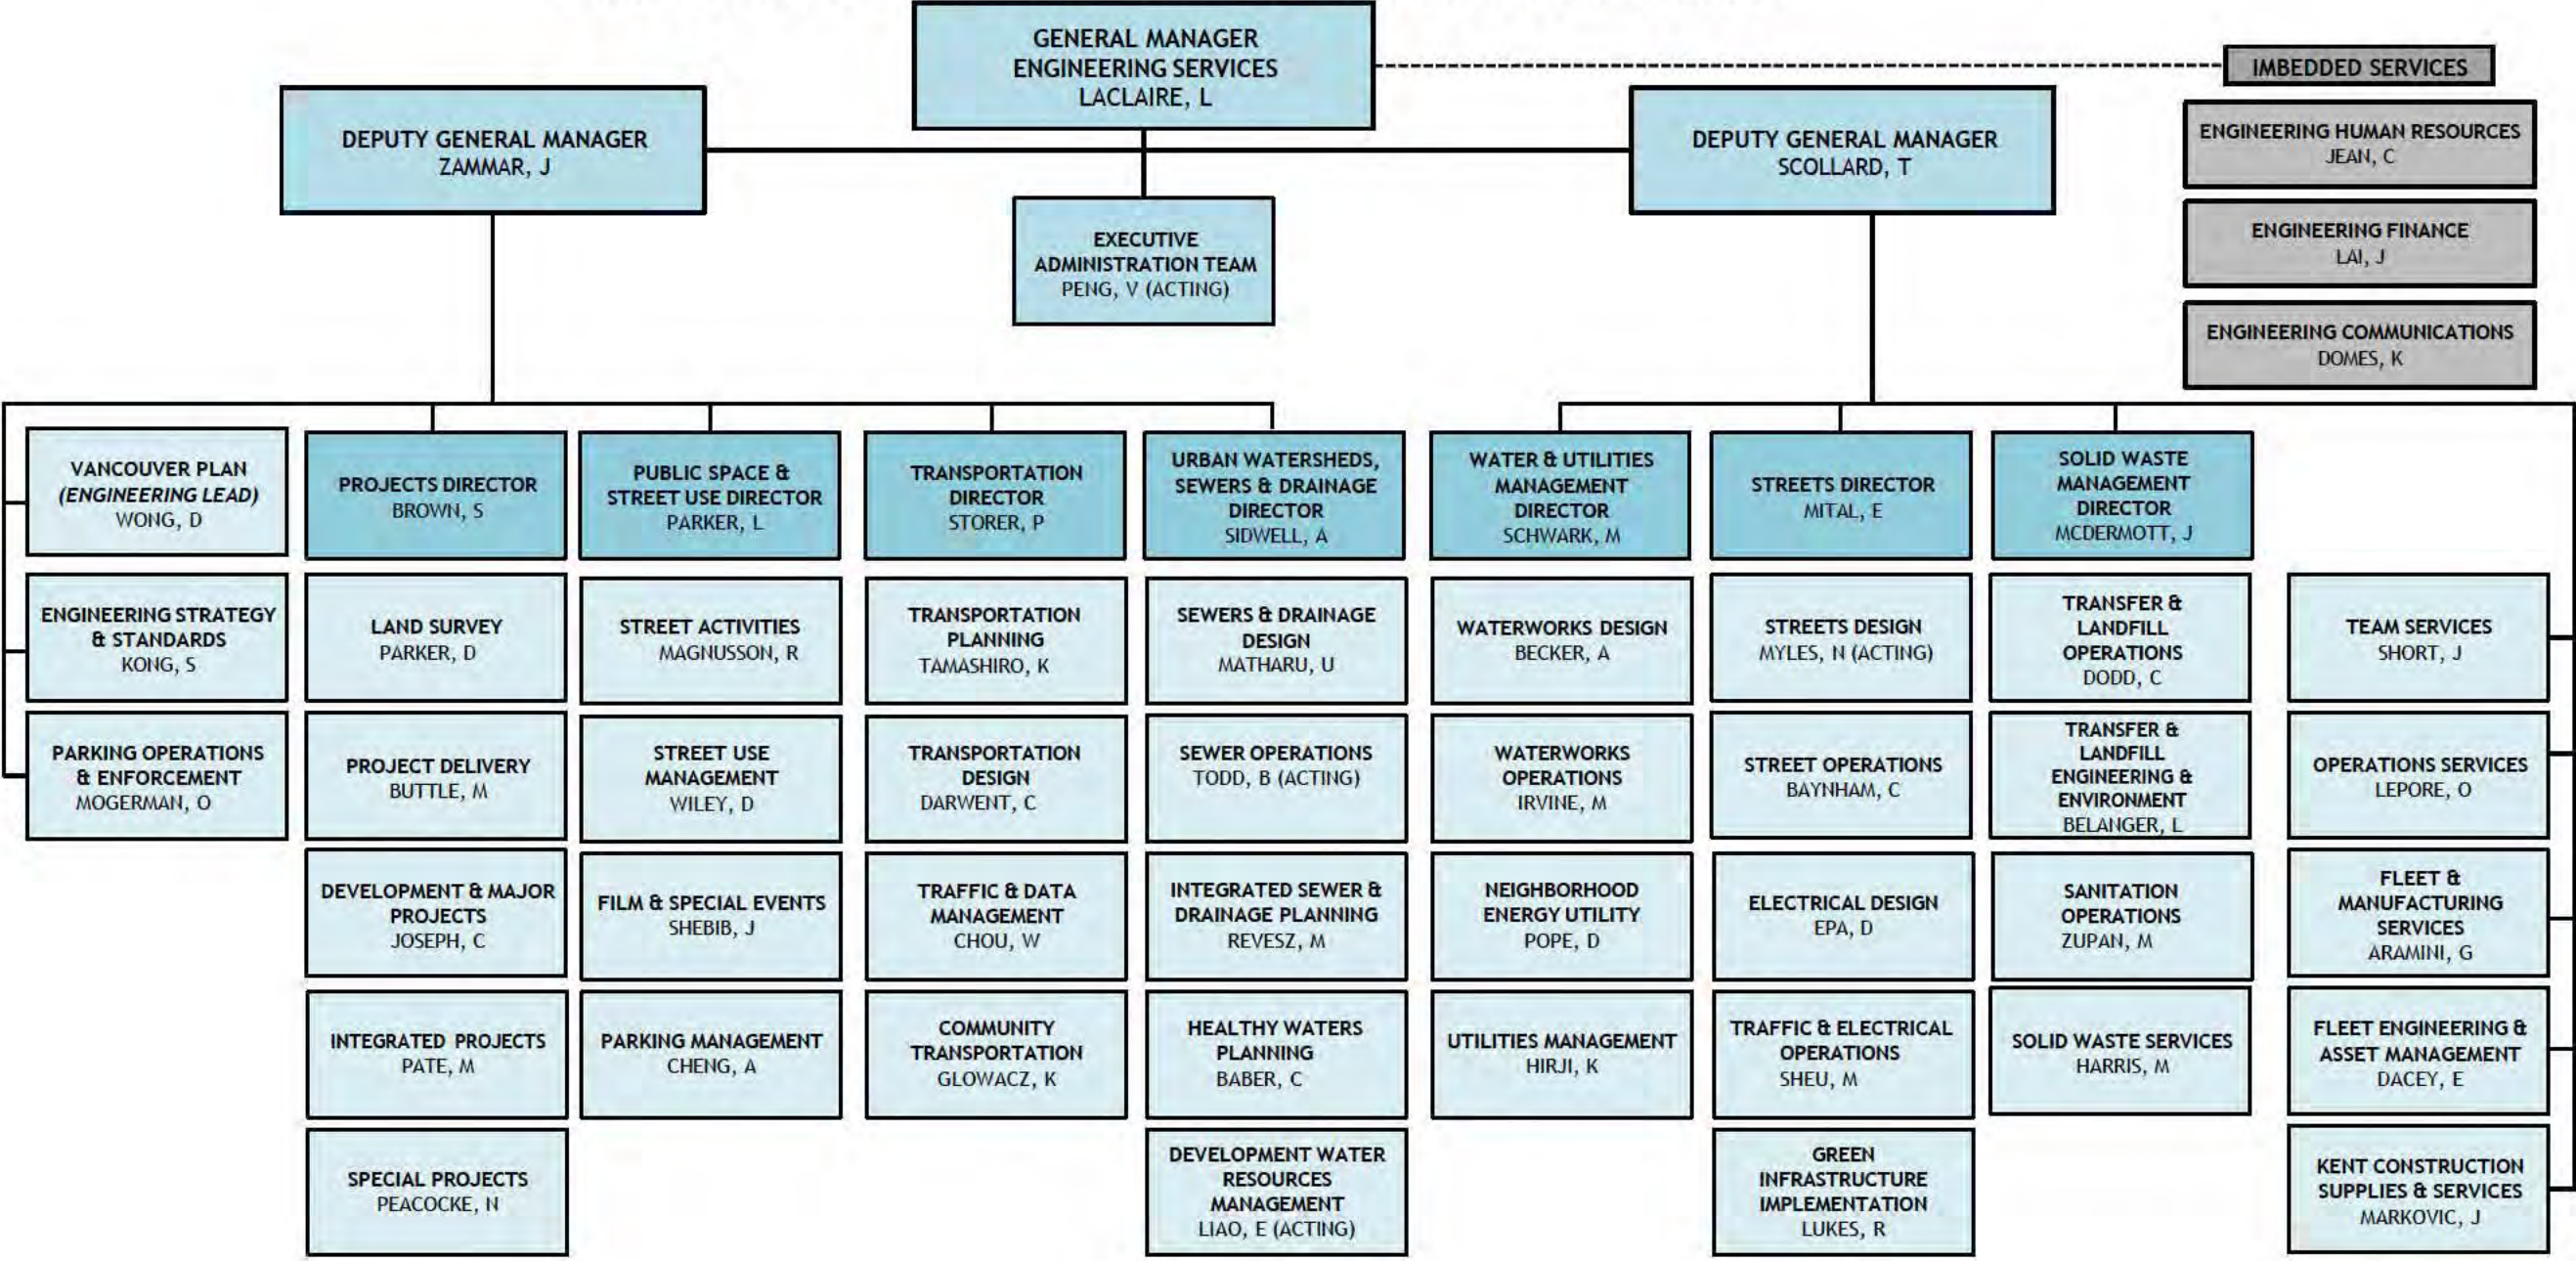 GENERAL MANAGER
ENGINEERING SERVICES
LACLAIRE, L
IMBEDDED SERVICES
ENGINEERING HUMAN RESOURCES
JEAN, C
ENGINEERING FINANCE
LAI, J
ENGINEERING COMMUNICATIONS
DOMES, K
DEPUTY GENERAL MANAGER
ZAMMAR, J
DEPUTY GENERAL MANAGER
SCOLLARD, T
EXECUTIVE
ADMINISTRATION TEAM
PENG, V (ACTING)
VANCOUVER PLAN
(ENGINEERING LEAD)
WONG, D
ENGINEERING STRATEGY
& STANDARDS
KONG, S
PARKING OPERATIONS
& ENFORCEMENT
MOGERMAN, O
PROJECTS DIRECTOR
BROWN, S
LAND SURVEY
PARKER, D
PROJECT DELIVERY
BUTTLE, M
DEVELOPMENT & MAJOR
PROJECTS
JOSEPH, C
INTEGRATED PROJECTS
PATE, M
SPECIAL PROJECTS
PEACOCKE, N
PUBLIC SPACE &
STREET USE DIRECTOR
PARKER, L
STREET ACTIVITIES
MAGNUSSON, R
STREET USE
MANAGEMENT
WILEY, D
FILM & SPECIAL EVENTS
SHEBIB, J
PARKING MANAGEMENT
CHENG, A
TRANSPORTATION
DIRECTOR
STORER, P
TRANSPORTATION
PLANNING
TAMASHIRO, K
TRANSPORTATION
DESIGN
DARWENT, C
TRAFFIC & DATA
MANAGEMENT
CHOU, W
COMMUNITY
TRANSPORTATION
GLOWACZ, K
URBAN WATERSHEDS,
SEWERS & DRAINAGE
DIRECTOR
SIDWELL, A
SEWERS & DRAINAGE
DESIGN
MATHARU, U
SEWER OPERATIONS
TODD, B (ACTING)
INTEGRATED SEWER &
DRAINAGE PLANNING
REVESZ, M
HEALTHY WATERS
PLANNING
BABER, C
DEVELOPMENT WATER
RESOURCES
MANAGEMENT
LIAO, E (ACTING)
WATER & UTILITIES
MANAGEMENT
DIRECTOR
SCHWARK, M
WATERWORKS DESIGN
BECKER, A
WATERWORKS
OPERATIONS
IRVINE, M
NEIGHBORHOOD
ENERGY UTILITY
POPE, D
UTILITIES MANAGEMENT
HIRJI, K
STREETS DIRECTOR
MITAL, E
STREETS DESIGN
MYLES, N (ACTING)
STREET OPERATIONS
BAYNHAM, C
ELECTRICAL DESIGN
EPA, D
TRAFFIC & ELECTRICAL
OPERATIONS
SHEU, M
GREEN
INFRASTRUCTURE
IMPLEMENTATION
LUKES, R
SOLID WASTE
MANAGEMENT
DIRECTOR
MCDERMOTT, J
TRANSFER &
LANDFILL
OPERATIONS
DODD, C
TRANSFER &
LANDFILL
ENGINEERING &
ENVIRONMENT
BELANGER, L
SANITATION
OPERATIONS
ZUPAN, M
SOLID WASTE SERVICES
HARRIS, M
TEAM SERVICES
SHORT, J
OPERATIONS SERVICES
LEPORE, O
FLEET &
MANUFACTURING
SERVICES
ARAMINI, G
FLEET ENGINEERING &
ASSET MANAGEMENT
DACEY, E
KENT CONSTRUCTION
SUPPLIES & SERVICES
MARKOVIC, J